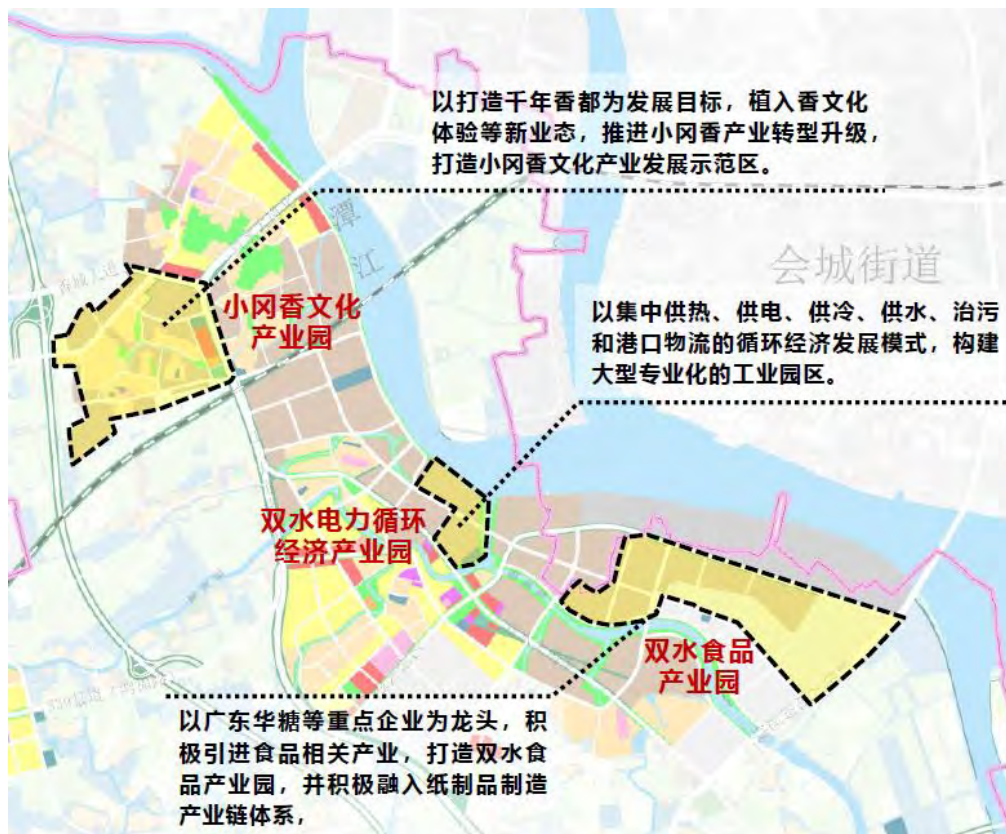 以打造千年香都为发展目标，植入香文化
体验等新业态，推进小冈香产业转型升级，
打造小冈香文化产业发展示范区。
潭
江
会城街道
小冈香文化
产业园
以集中供热、供电、供冷、供水、治污
和港口物流的循环经济发展模式，构建
大型专业化的工业园区。
双水电力循环
经济产业园
双水食品
产业园
以广东华糖等重点企业为龙头，积
极引进食品相关产业，打造双水食
品产业园，并积极融入纸制品制造
产业链体系，